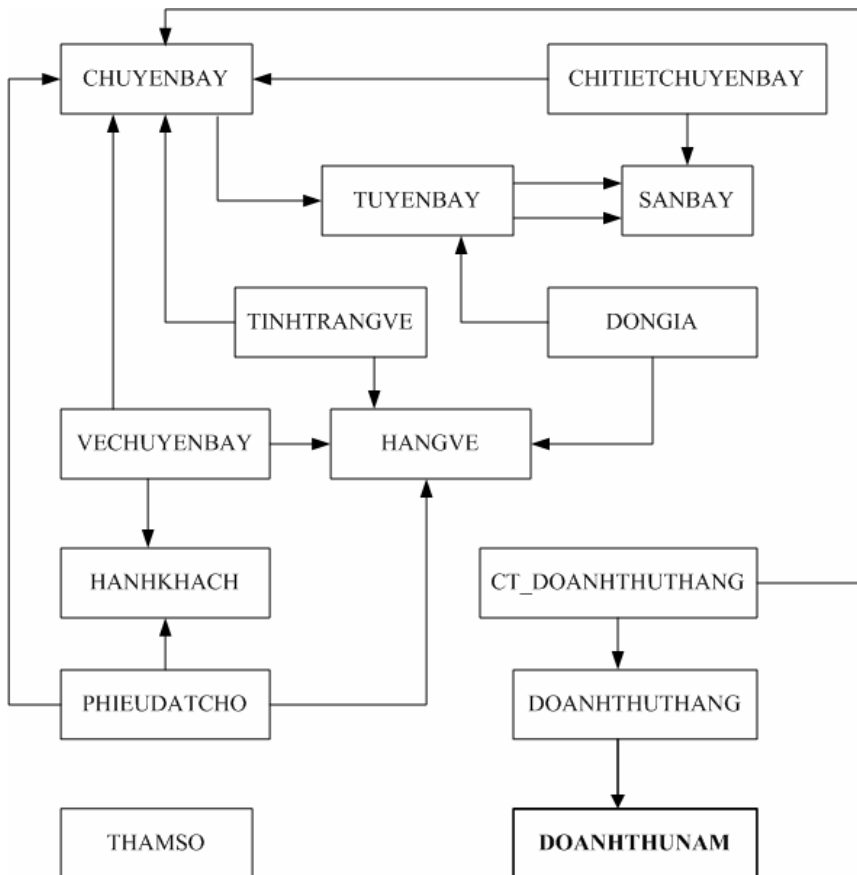 CHUYENBAY
CHITIETCHUYENBAY
TUYENBAY
SANBAY
TINHTRANGVE
DONGIA
VECHUYENBAY
HANGVE
HANHKHACH
CT_DOANHTHUTHANG
PHIEUDATCHO
DOANHTHUTHANG
THAMSO
DOANHTHUNAM